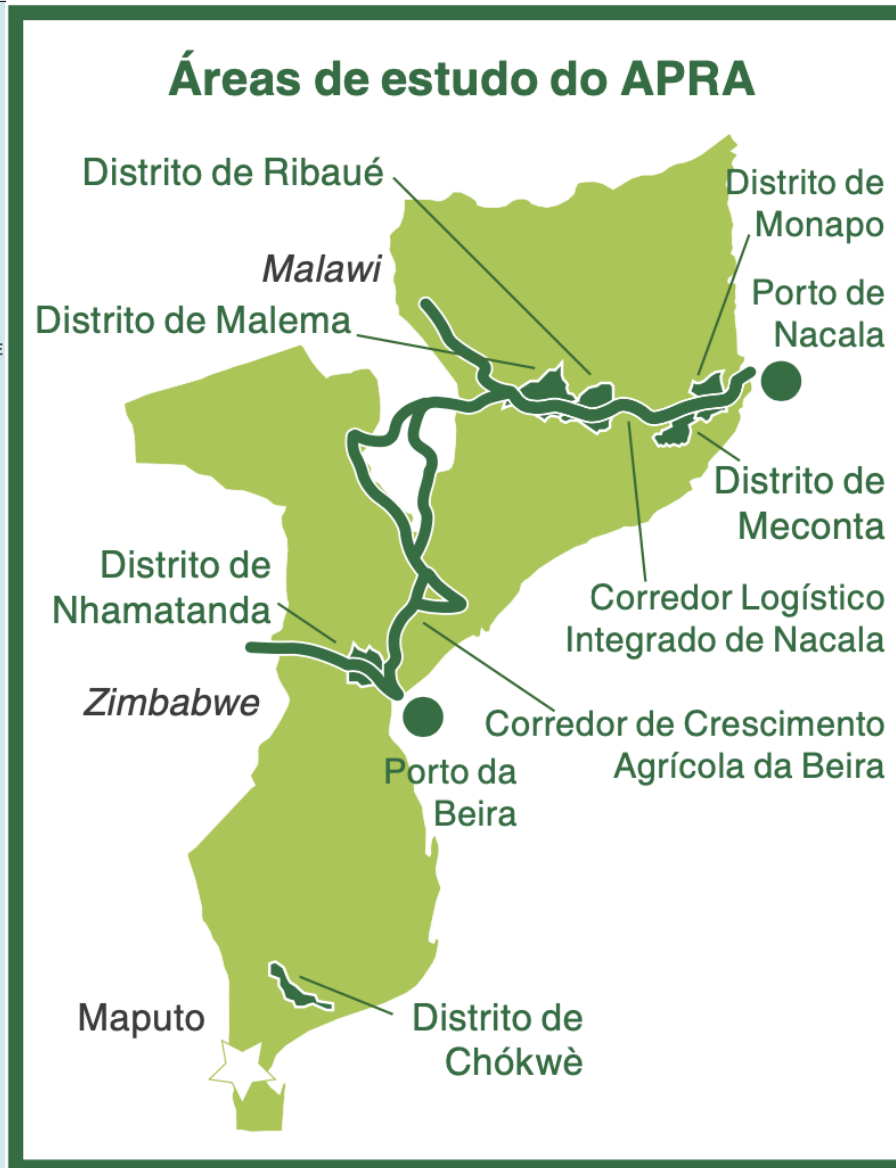 Áreas de estudo do APRA
Distrito de Ribaué
Distrito de
Monapo
Malawi
Porto de
Nacala
Distrito de Malema
Distrito de
Meconta
Distrito de
Nhamatanda
Corredor Logístico
Integrado de Nacala
Zimbabwe
Corredor de Crescimento
Agrícola da Beira
Porto da
Beira
Maputo
Distrito de
Chókwè